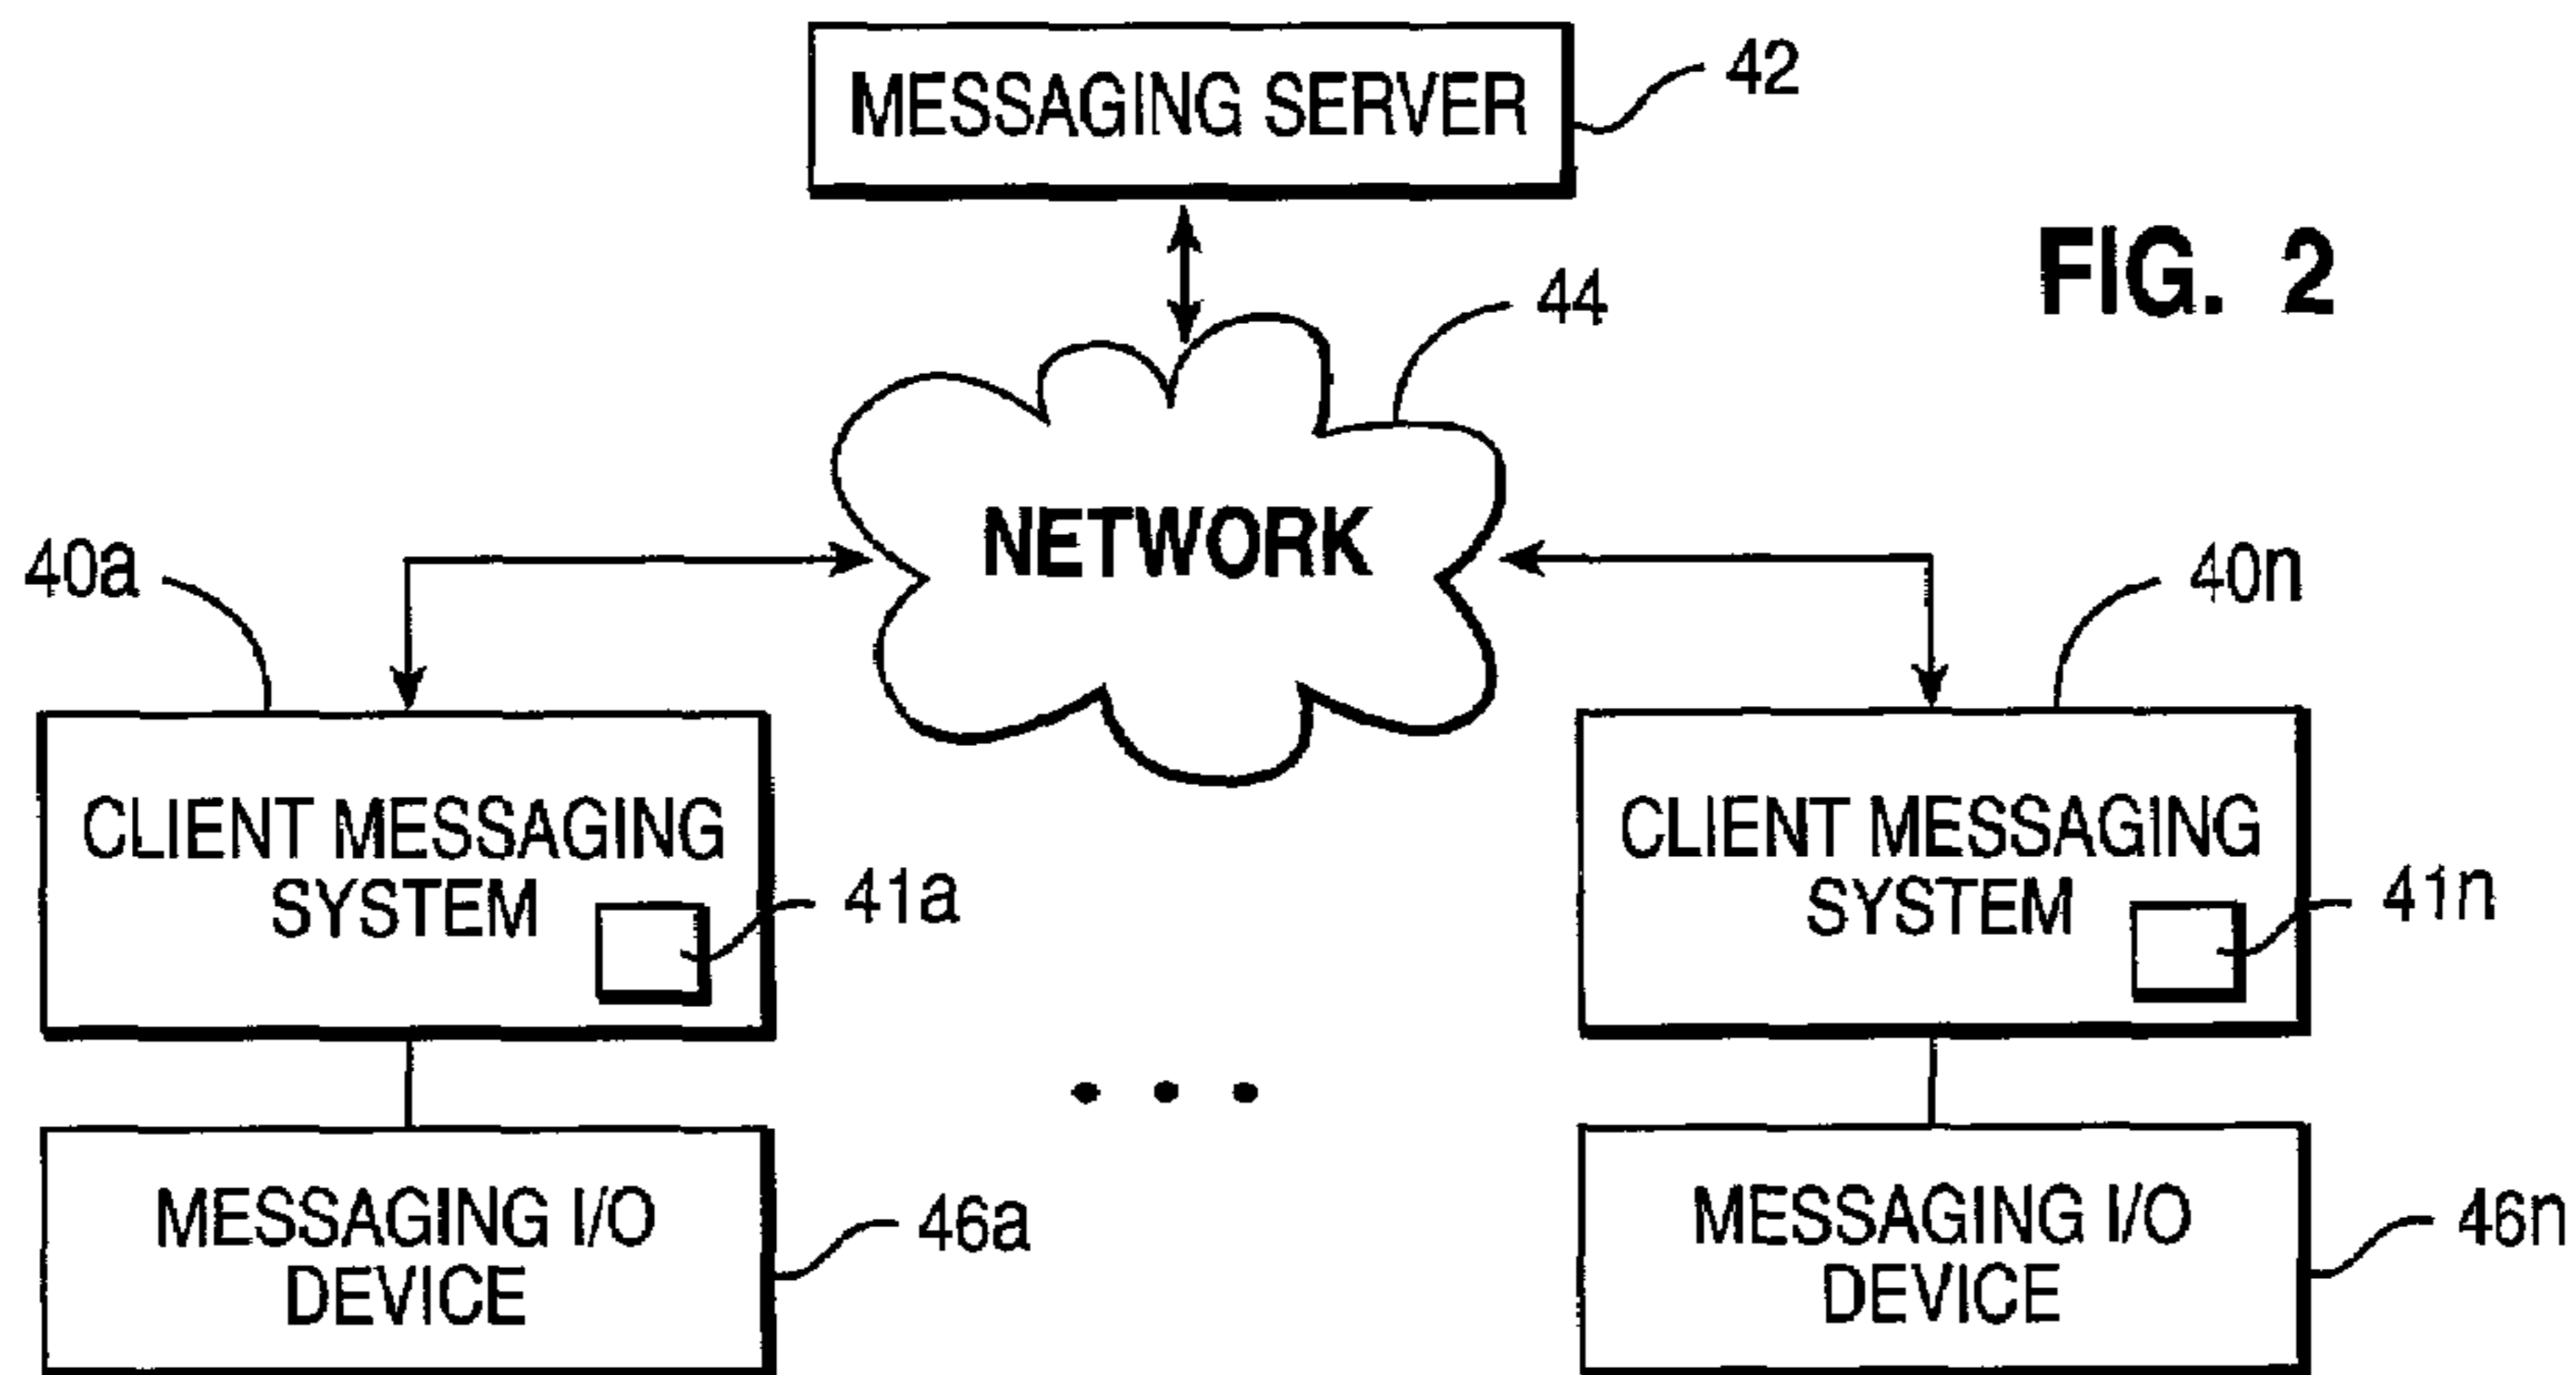 MESSAGING SERVER
42
FIG. 2
44
NETWORK
40a
40n
CLIENT MESSAGING
SYSTEM
41a
CLIENT MESSAGING
SYSTEM
41n
MESSAGING I/O
DEVICE
46a
MESSAGING I/O
DEVICE
46n